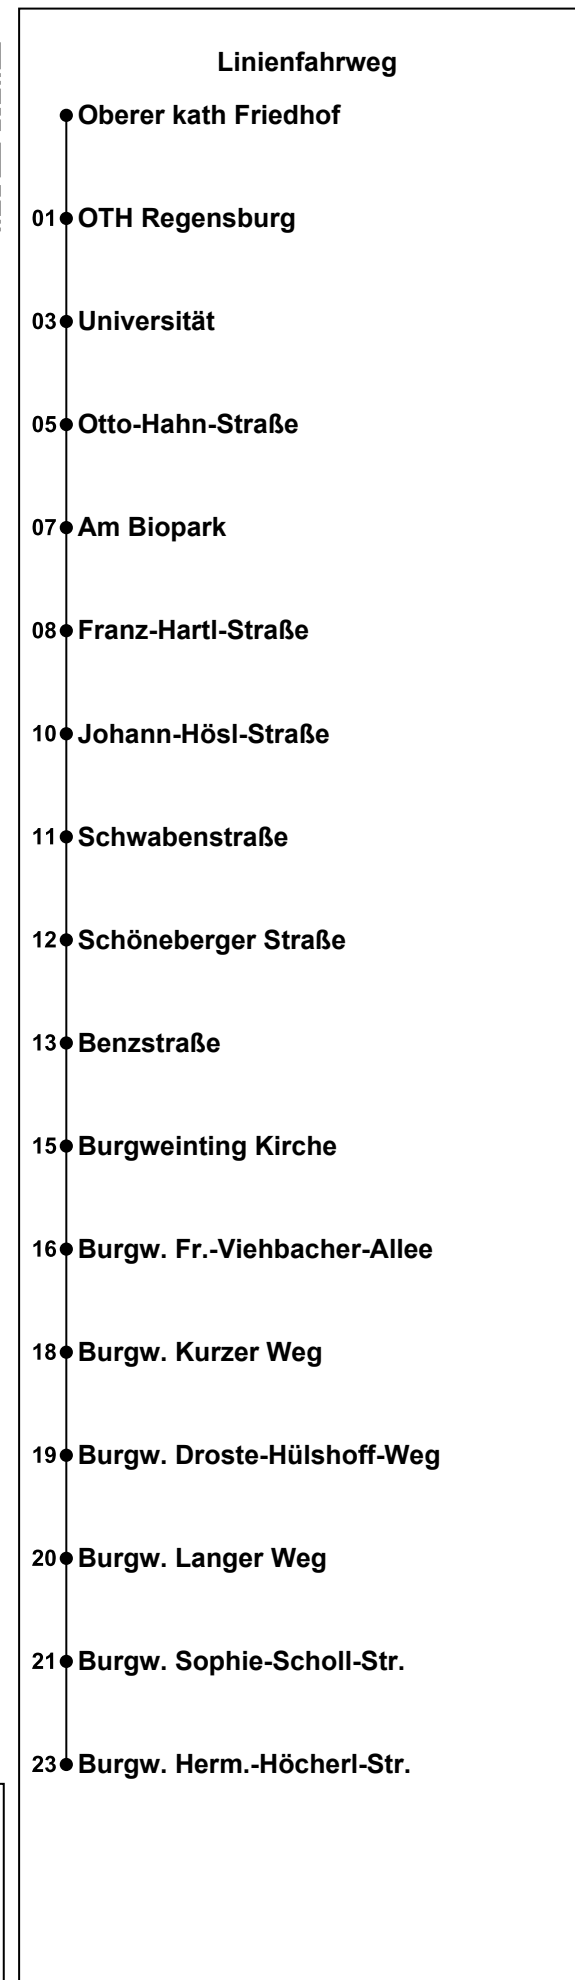 Linienfahrweg
Oberer kath Friedhof
01 OTH Regensburg
03 Universität
05 Otto-Hahn-Straße
07 Am Biopark
08 Franz-Hartl-Straße
10 Johann-Hösl-Straße
11 Schwabenstraße
12 Schöneberger Straße
13 Benzstraße
15 Burgweinting Kirche
16 Burgw. Fr.-Viehbacher-Allee
18 Burgw. Kurzer Weg
19 Burgw. Droste-Hülshoff-Weg
20 Burgw. Langer Weg
21 Burgw. Sophie-Scholl-Str.
23 Burgw. Herm.-Höcherl-Str.